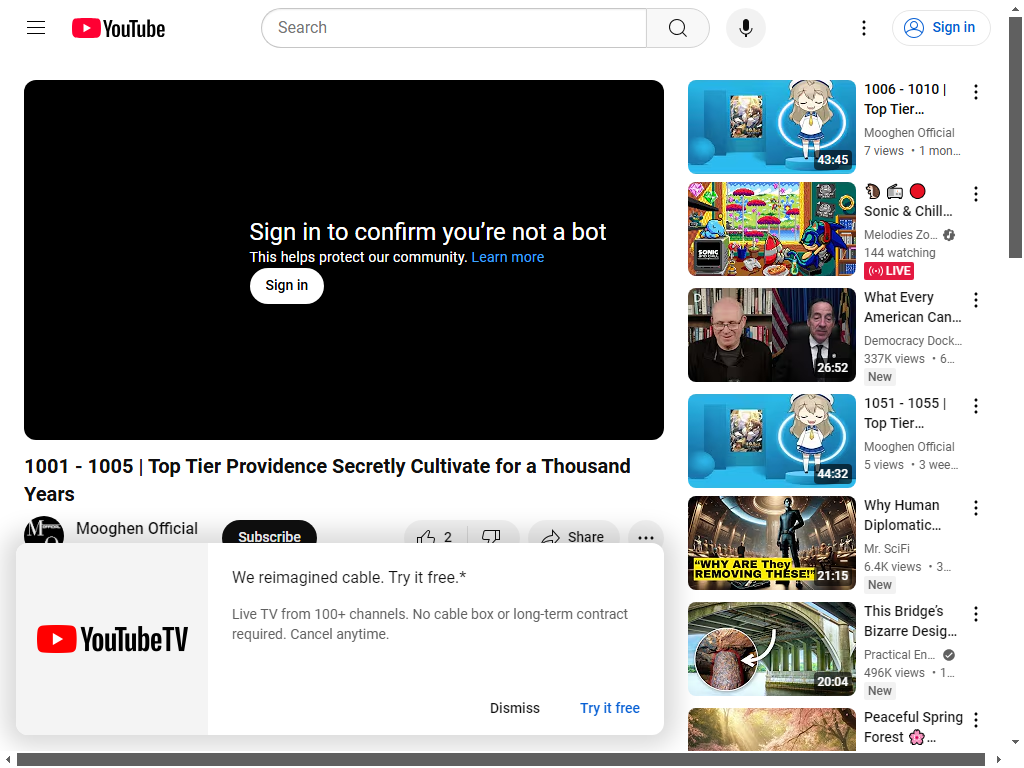 YouTube
Search
Sign in
Sign in to confirm you’re not a bot
This helps protect our community. Learn more
Sign in
1001 - 1005 | Top Tier Providence Secretly Cultivate for a Thousand
Years
Mooghen Official
Subscribe
2
Share
YouTubeTV
We reimagined cable. Try it free.*
Live TV from 100+ channels. No cable box or long-term contract
required. Cancel anytime.
Dismiss
Try it free
43:45
1006 - 1010 |
Top Tier…
Mooghen Official
7 views • 1 mon…
SONIC
Sonic & Chill…
Melodies Zo…
144 watching
LIVE
26:52
What Every
American Can…
Democracy Dock…
337K views • 6…
New
44:32
1051 - 1055 |
Top Tier…
Mooghen Official
5 views • 3 wee…
"WHY ARE They
REMOVING THESE!"
21:15
Why Human
Diplomatic…
Mr. SciFi
6.4K views • 3…
New
20:04
This Bridge’s
Bizarre Desig…
Practical En…
496K views • 1…
New
Peaceful Spring
Forest 🌸…